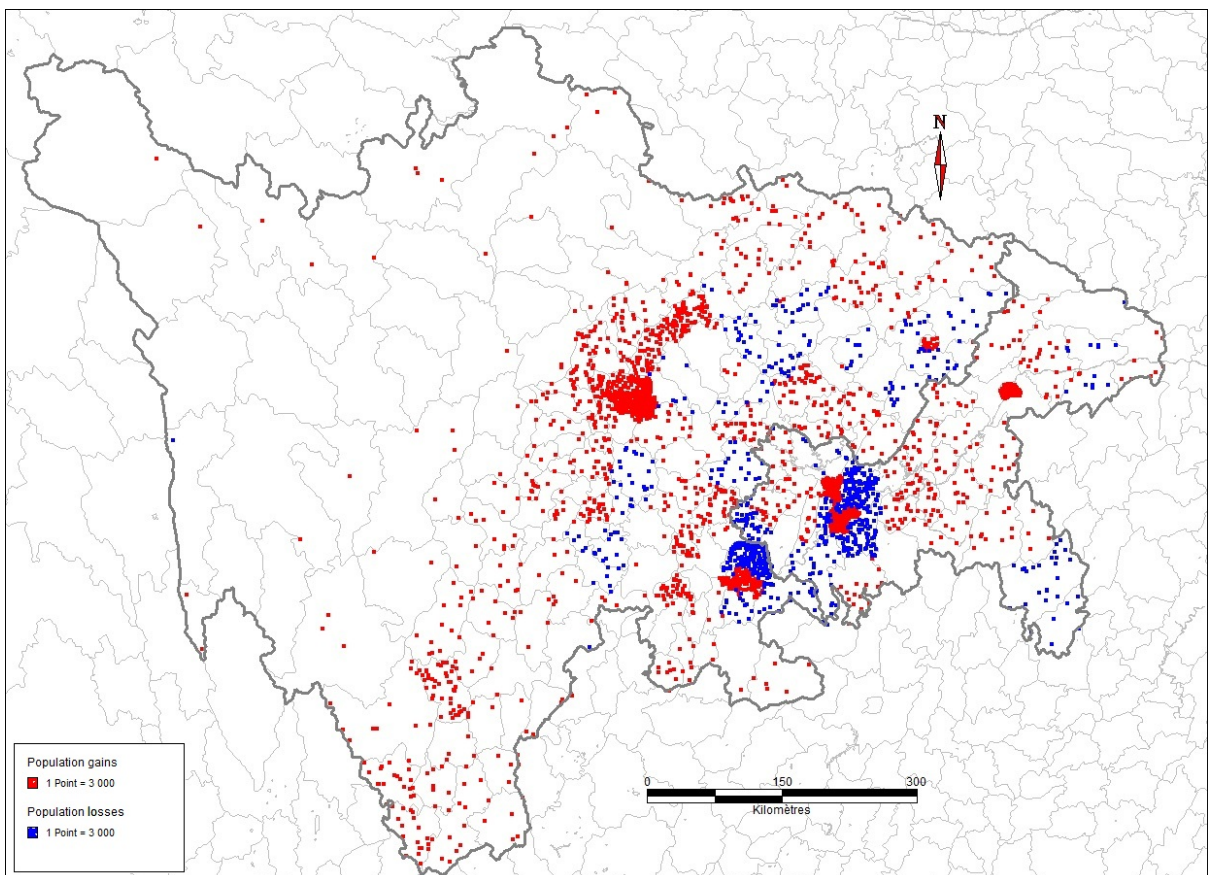 N
Population gains
1 Point = 3 000
Population losses
1 Point = 3 000
0 150 300
Kilomètres